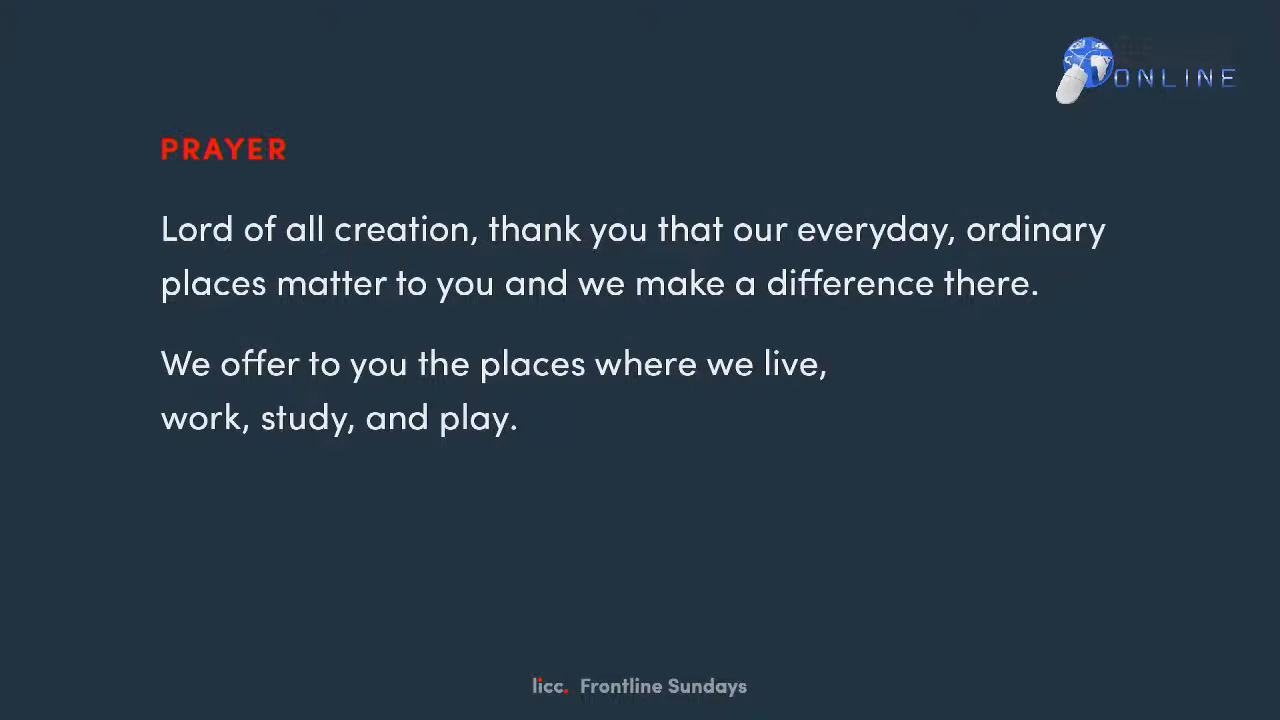 ONLINE
PRAYER
Lord of all creation, thank you that our everyday, ordinary
places matter to you and we make a difference there.
We offer to you the places where we live,
work, study, and play.
licc. Frontline Sundays